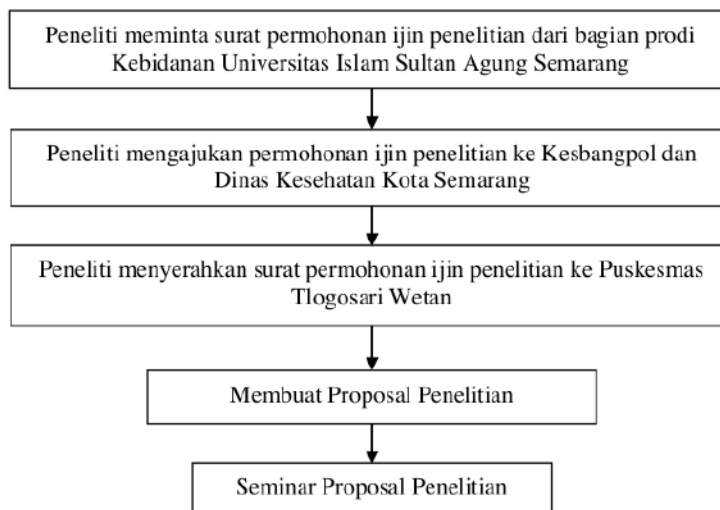 Peneliti meminta surat permohonan ijin penelitian dari bagian prodi
Kebidanan Universitas Islam Sultan Agung Semarang
Peneliti mengajukan permohonan ijin penelitian ke Kesbangpol dan
Dinas Kesehatan Kota Semarang
Peneliti menyerahkan surat permohonan ijin penelitian ke Puskesmas
Tlogosari Wetan
Membuat Proposal Penelitian
Seminar Proposal Penelitian